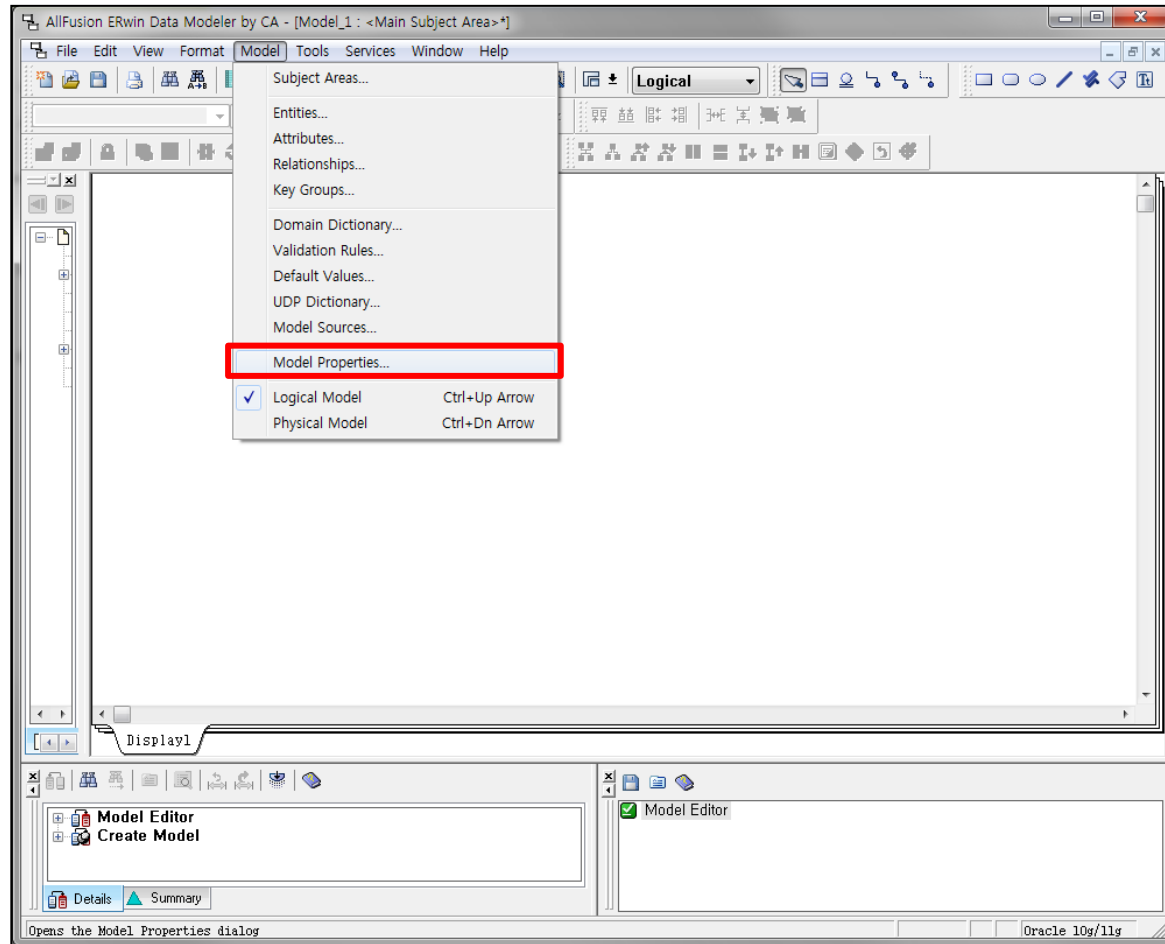 AllFusion ERwin Data Modeler by CA - [Model_1 : <Main Subject Area>*]
File Edit View Format Model Tools Services Window Help
Logical
Subject Areas...
Entities...
Attributes...
Relationships...
Key Groups...
Domain Dictionary...
Validation Rules...
Default Values...
UDP Dictionary...
Model Sources...
Model Properties...
Logical Model Ctrl+Up Arrow
Physical Model Ctrl+Dn Arrow
Display1
Model Editor
Create Model
Details Summary
Model Editor
Opens the Model Properties dialog
Oracle 10g/11g